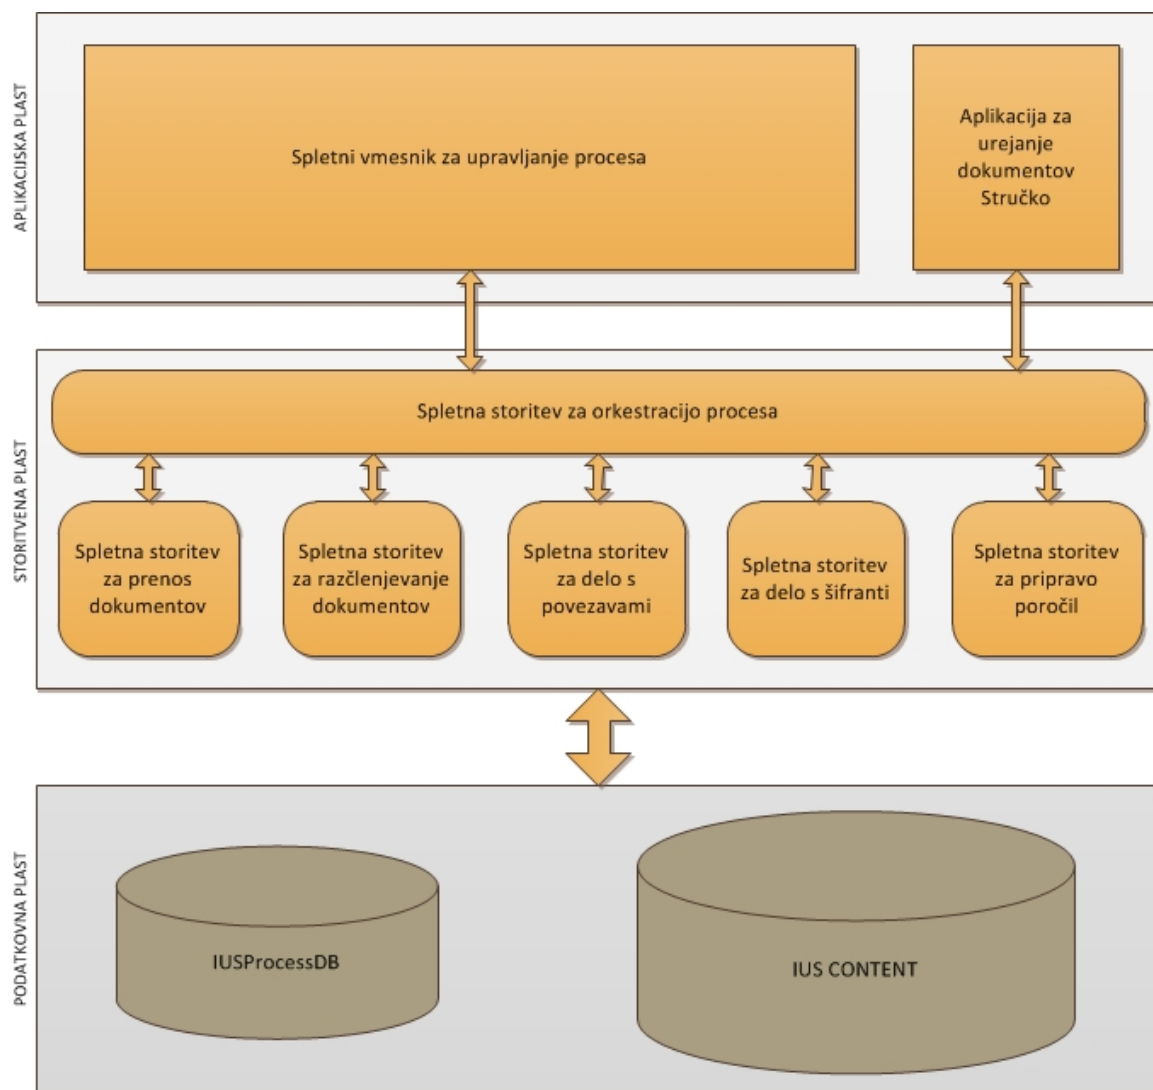 APLIKACIJSKA PLAST
Spletni vmesnik za upravljanje procesa
Aplikacija za
urejanje
dokumentov
Stručko
STORITVENA PLAST
Spletna storitev za orkestracijo procesa
Spletna storitev
za prenos
dokumentov
Spletna storitev
za razčlenjevanje
dokumentov
Spletna storitev
za delo s
povezavami
Spletna storitev
za delo s šifranti
Spletna storitev
za pripravo
poročil
PODATKOVNA PLAST
IUSProcessDB
IUS CONTENT